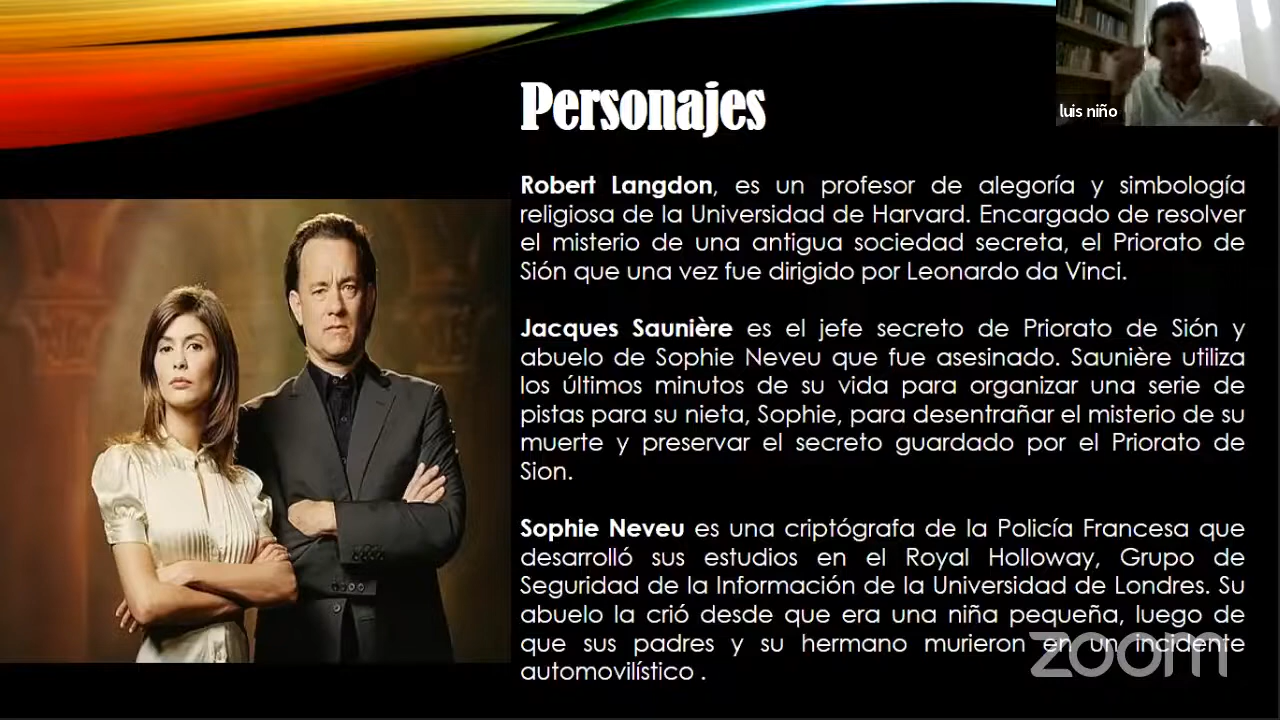 Personajes
luis niño
Robert Langdon, es un profesor de alegoría y simbología
religiosa de la Universidad de Harvard. Encargado de resolver
el misterio de una antigua sociedad secreta, el Priorato de
Sión que una vez fue dirigido por Leonardo da Vinci.
Jacques Saunière es el jefe secreto de Priorato de Sión y
abuelo de Sophie Neveu que fue asesinado. Saunière utiliza
los últimos minutos de su vida para organizar una serie de
pistas para su nieta, Sophie, para desentrañar el misterio de su
muerte y preservar el secreto guardado por el Priorato de
Sion.
Sophie Neveu es una criptógrafa de la Policía Francesa que
desarrolló sus estudios en el Royal Holloway, Grupo de
Seguridad de la Información de la Universidad de Londres. Su
abuelo la crió desde que era una niña pequeña, luego de
que sus padres y su hermano murieron en un incidente
automovilístico .
zoom